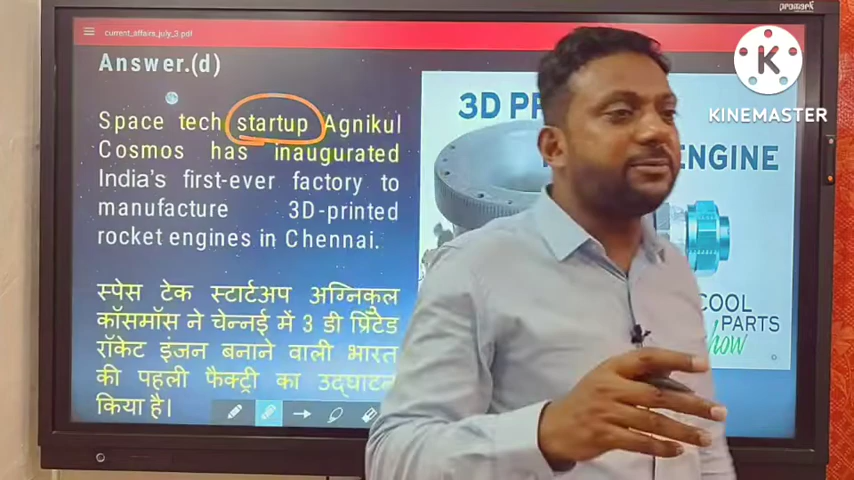 current_affairs_july_3.pdf
Answer.(d)
Space tech startup Agnikul
Cosmos has inaugurated
India's first-ever factory to
manufacture 3D-printed
rocket engines in Chennai.
स्पेस टेक स्टार्टअप अग्निकुल
कॉसमॉस ने चेन्नई में 3 डी प्रिंटेड
रॉकेट इंजन बनाने वाली भारत
की पहली फैक्ट्री का उद्घाटन
किया है।
3D
ENGINE
COOL
PARTS
Show
K
KINEMASTER